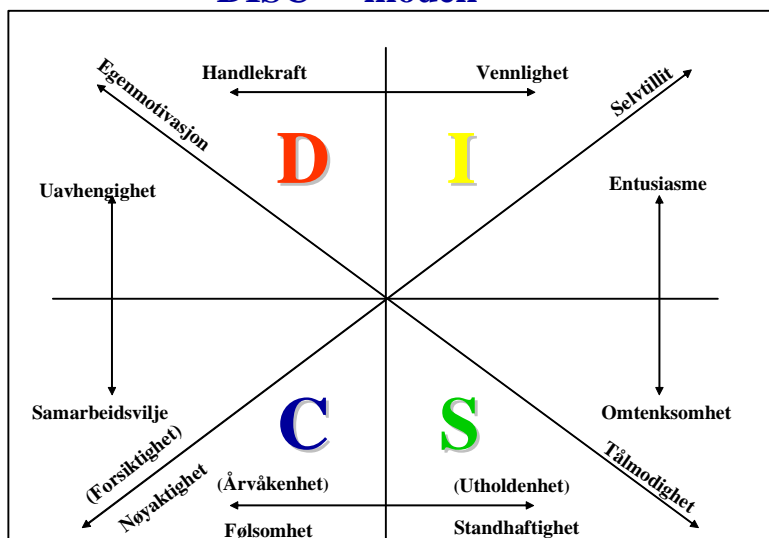 Handlekraft
Vennlighet
Egenmotivasjon
Selvtillit
D
I
Uavhengighet
Entusiasme
Samarbeidsvilje
Omtenksomhet
C
S
(Forsiktighet)
Nøyaktighet
(Årvåkenhet)
(Utholdenhet)
Tålmodighet
Følsomhet
Standhaftighet